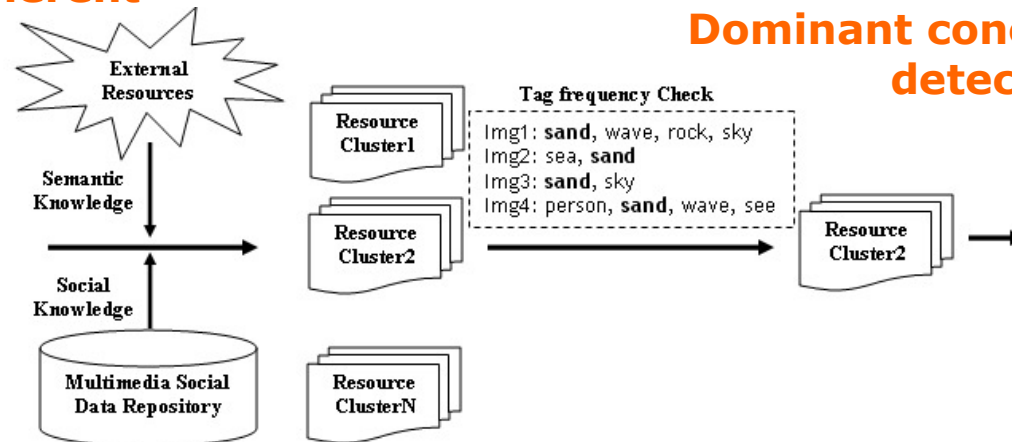 Dominant
External
Resources
Semantic
Knowledge
Social
Knowledge
Multimedia Social
Data Repository
Resource
Cluster1
Resource
Cluster2
Resource
ClusterN
Tag frequency Check
Img1: sand, wave, rock, sky
Img2: sea, sand
Img3: sand, sky
Img4: person, sand, wave, see
Resource
Cluster2